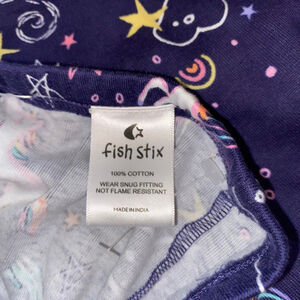 fish stix
100% COTTON
WEAR SNUG FITTING
NOT FLAME RESISTANT
MADE IN INDIA